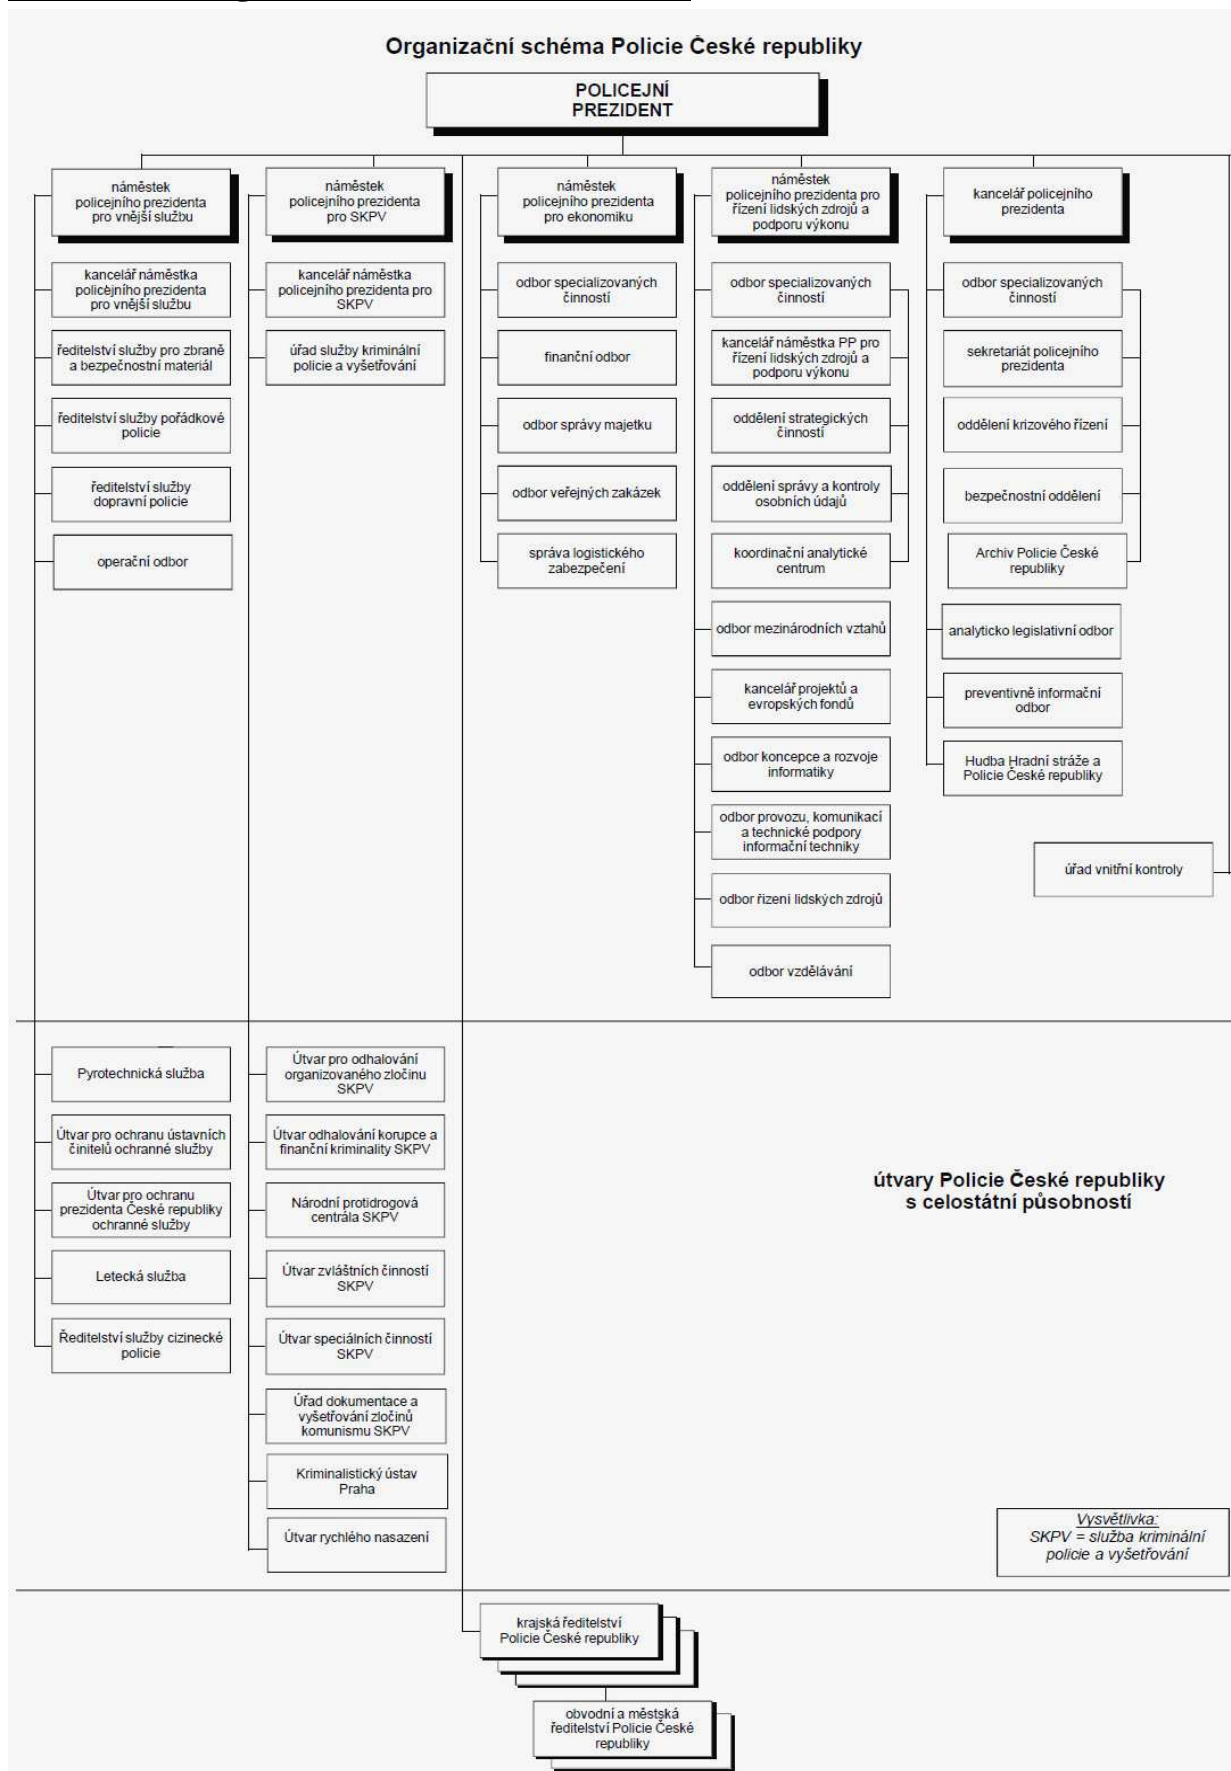 Organizační schéma Policie České republiky
POLICEJNÍ
PREZIDENT
náměstek
policejního prezidenta
pro vnější službu
náměstek
policejního prezidenta
pro SKPV
náměstek
policejního prezidenta
pro ekonomiku
náměstek
policejního prezidenta pro
řízení lidských zdrojů a
podporu výkonu
kancelář policejního
prezidenta
kancelář náměstka
policejního prezidenta
pro vnější službu
ředitelství služby pro zbraně
a bezpečnostní materiál
ředitelství služby pořádkové
policie
ředitelství služby
dopravní policie
operační odbor
kancelář náměstka
policejního prezidenta pro
SKPV
úřad služby kriminální
policie a vyšetřování
odbor specializovaných
činností
finanční odbor
odbor správy majetku
odbor veřejných zakázek
správa logistického
zabezpečení
odbor specializovaných
činností
kancelář náměstka PP pro
řízení lidských zdrojů a
podporu výkonu
oddělení strategických
činností
oddělení správy a kontroly
osobních údajů
koordinační analytické
centrum
odbor mezinárodních vztahů
kancelář projektů a
evropských fondů
odbor koncepce a rozvoje
informatiky
odbor provozu, komunikací
a technické podpory
informační techniky
odbor řízení lidských zdrojů
odbor vzdělávání
odbor specializovaných
činností
sekretariát policejního
prezidenta
oddělení krizového řízení
bezpečnostní oddělení
Archiv Policie České
republiky
analyticko legislativní odbor
preventivně informační
odbor
Hudba Hradní stráže a
Policie České republiky
úřad vnitřní kontroly
Pyrotechnická služba
Útvar pro ochranu ústavních
činitelů ochranné služby
Útvar pro ochranu
prezidenta České republiky
ochranné služby
Letecká služba
Ředitelství služby cizinecké
policie
Útvar pro odhalování
organizovaného zločinu
SKPV
Útvar odhalování korupce a
finanční kriminality SKPV
Národní protidrogová
centrála SKPV
Útvar zvláštních činností
SKPV
Útvar speciálních činností
SKPV
Úřad dokumentace a
vyšetřování zločinů
komunismu SKPV
Kriminalistický ústav
Praha
Útvar rychlého nasazení
útvary Policie České republiky
s celostátní působností
Vysvětlivka:
SKPV = služba kriminální
policie a vyšetřování
krajská ředitelství
Policie České republiky
obvodní a městská
ředitelství Policie České
republiky